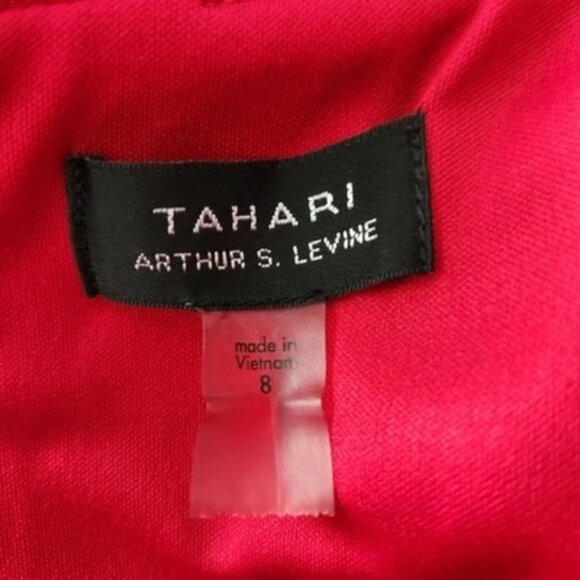 TAHARI
ARTHUR S. LEVINE
made in
Vietnam
8